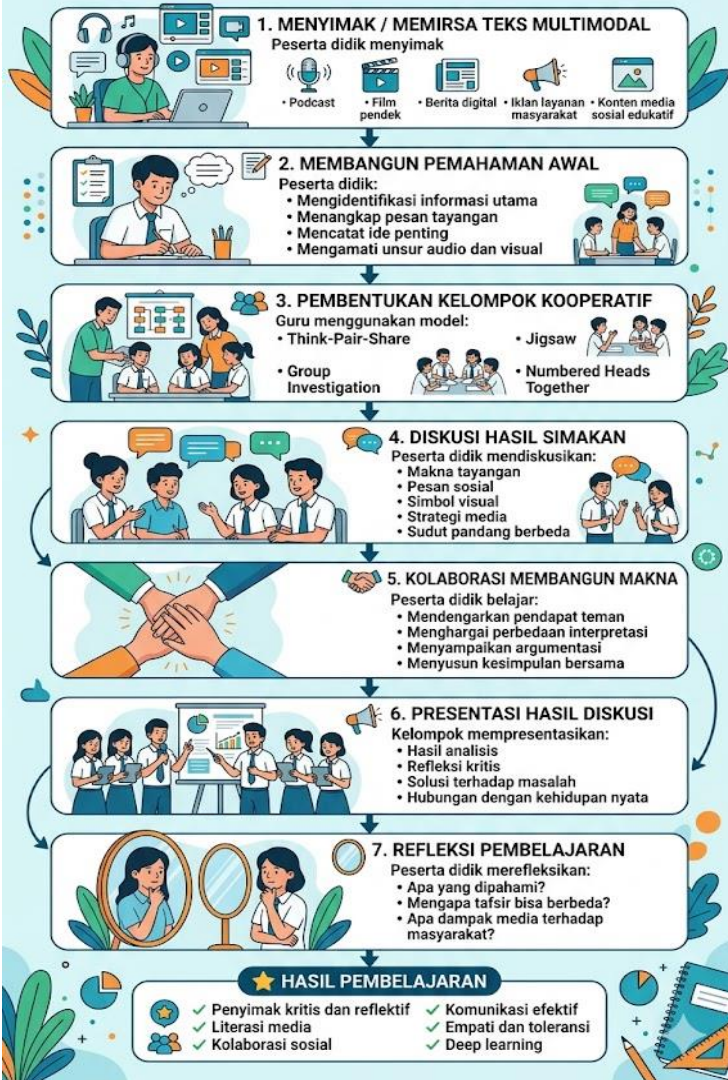 1. MENYIMAK / MEMIRSA TEKS MULTIMODAL
Peserta didik menyimak
• Podcast
• Film
pendek
• Berita digital
• Iklan layanan
masyarakat
• Konten media
sosial edukatif
2. MEMBANGUN PEMAHAMAN AWAL
Peserta didik:
• Mengidentifikasi informasi utama
• Menangkap pesan tayangan
• Mencatat ide penting
• Mengamati unsur audio dan visual
3. PEMBENTUKAN KELOMPOK KOOPERATIF
Guru menggunakan model:
• Think-Pair-Share
• Jigsaw
• Group
Investigation
• Numbered Heads
Together
4. DISKUSI HASIL SIMAKAN
Peserta didik mendiskusikan:
• Makna tayangan
• Pesan sosial
• Simbol visual
• Strategi media
• Sudut pandang berbeda
5. KOLABORASI MEMBANGUN MAKNA
Peserta didik belajar:
• Mendengarkan pendapat teman
• Menghargai perbedaan interpretasi
• Menyampaikan argumentasi
• Menyusun kesimpulan bersama
6. PRESENTASI HASIL DISKUSI
Kelompok mempresentasikan:
• Hasil analisis
• Refleksi kritis
• Solusi terhadap masalah
• Hubungan dengan kehidupan nyata
7. REFLEKSI PEMBELAJARAN
Peserta didik merefleksikan:
• Apa yang dipahami?
• Mengapa tafsir bisa berbeda?
• Apa dampak media terhadap
masyarakat?
HASIL PEMBELAJARAN
✓ Penyimak kritis dan reflektif
✓ Literasi media
✓ Kolaborasi sosial
✓ Komunikasi efektif
✓ Empati dan toleransi
✓ Deep learning